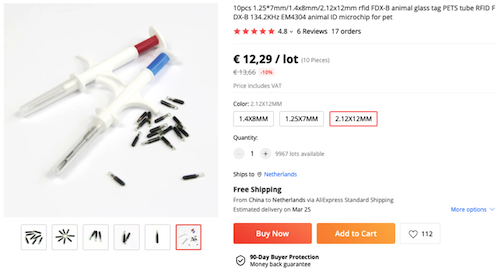 10pcs 1.25*7mm/1.4x8mm/2.12x12mm rfid FDX-B animal glass tag PETS tube RFID F
DX-B 134.2KHz EM4304 animal ID microchip for pet
4.8 6 Reviews 17 orders
€ 12,29 / lot (10 Pieces)
€ 13,66 -10%
Price includes VAT
Color: 2.12X12MM
1.4X8MM 1.25X7MM 2.12X12MM
Quantity:
- 1 + 9967 lots available
Ships to Netherlands
Free Shipping
From China to Netherlands via AliExpress Standard Shipping
Estimated delivery on Mar 25
More options
Buy Now Add to Cart 112
90-Day Buyer Protection
Money back guarantee